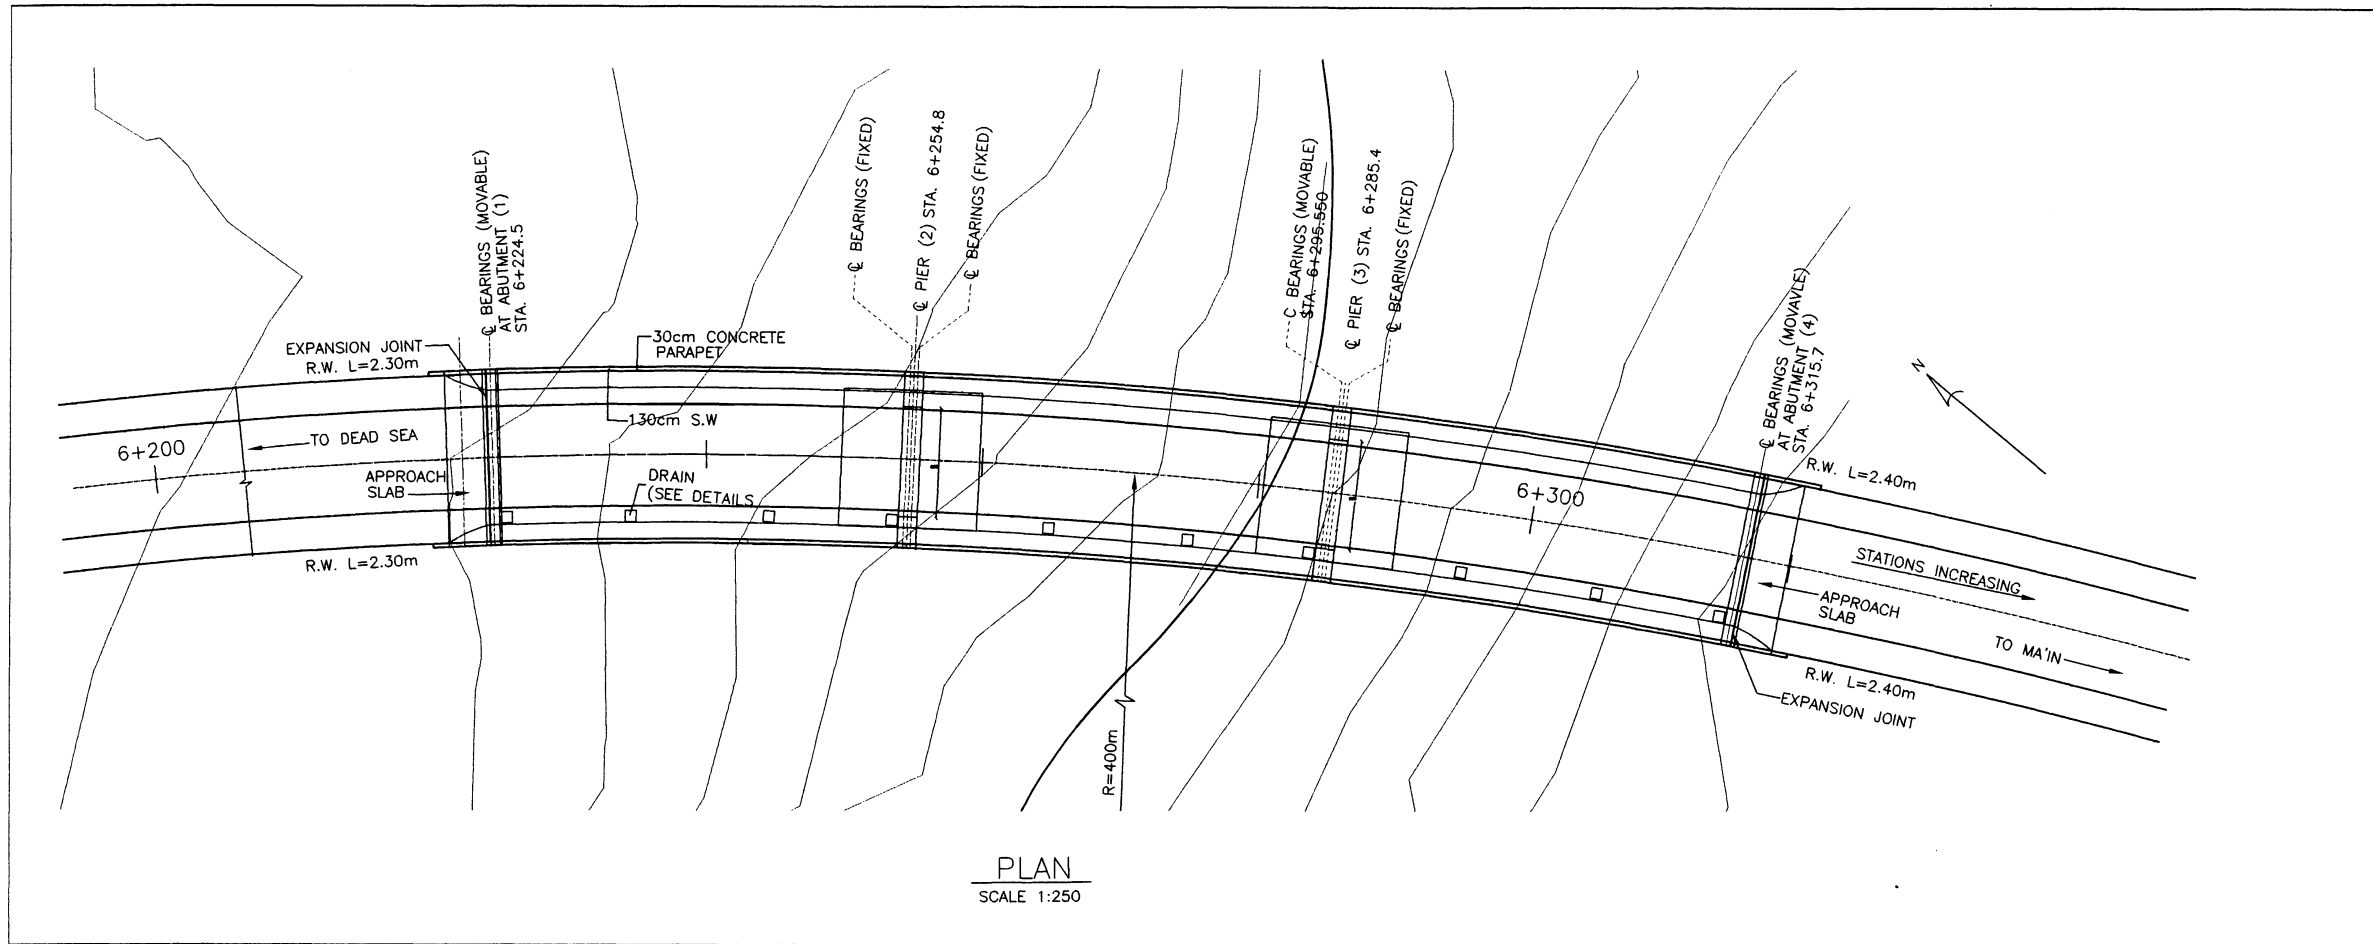 ℄ BEARINGS (MOVABLE)
AT ABUTMENT (1)
STA. 6+224.5
℄ BEARINGS (FIXED)
℄ PIER (2) STA. 6+254.8
℄ BEARINGS (FIXED)
C BEARINGS (MOVABLE)
STA. 6+295.550
℄ PIER (3) STA. 6+285.4
℄ BEARINGS (FIXED)
℄ BEARINGS (MOVAVLE)
AT ABUTMENT (4)
STA. 6+315.7
N
EXPANSION JOINT
R.W. L=2.30m
30cm CONCRETE
PARAPET
130cm S.W
TO DEAD SEA
6+200
APPROACH
SLAB
DRAIN
(SEE DETAILS
R.W. L=2.30m
R=400m
6+300
R.W. L=2.40m
STATIONS INCREASING
APPROACH
SLAB
TO MA'IN
R.W. L=2.40m
EXPANSION JOINT
PLAN
SCALE 1:250